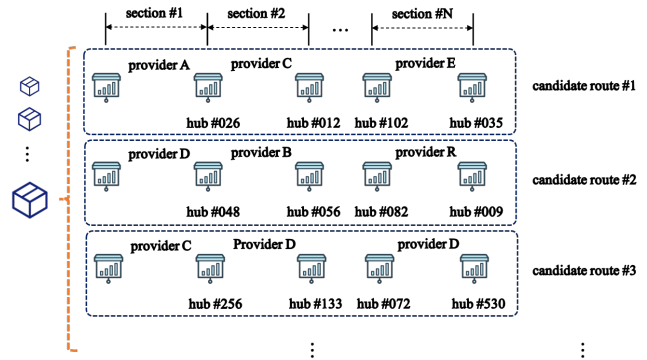 section #1 section #2 ... section #N
provider A provider C provider E
candidate route #1
hub #026 hub #012 hub #102 hub #035
provider D provider B provider R
candidate route #2
hub #048 hub #056 hub #082 hub #009
provider C Provider D provider D
candidate route #3
hub #256 hub #133 hub #072 hub #530